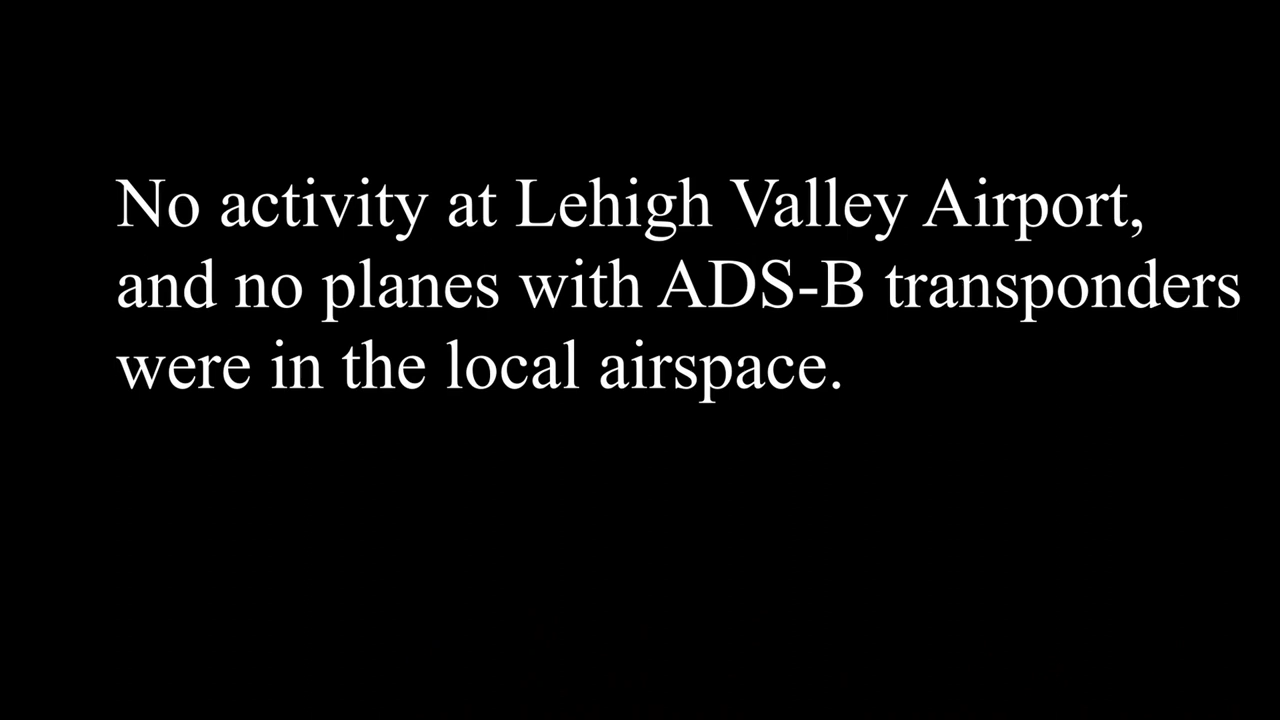 No activity at Lehigh Valley Airport,
and no planes with ADS-B transponders
were in the local airspace.